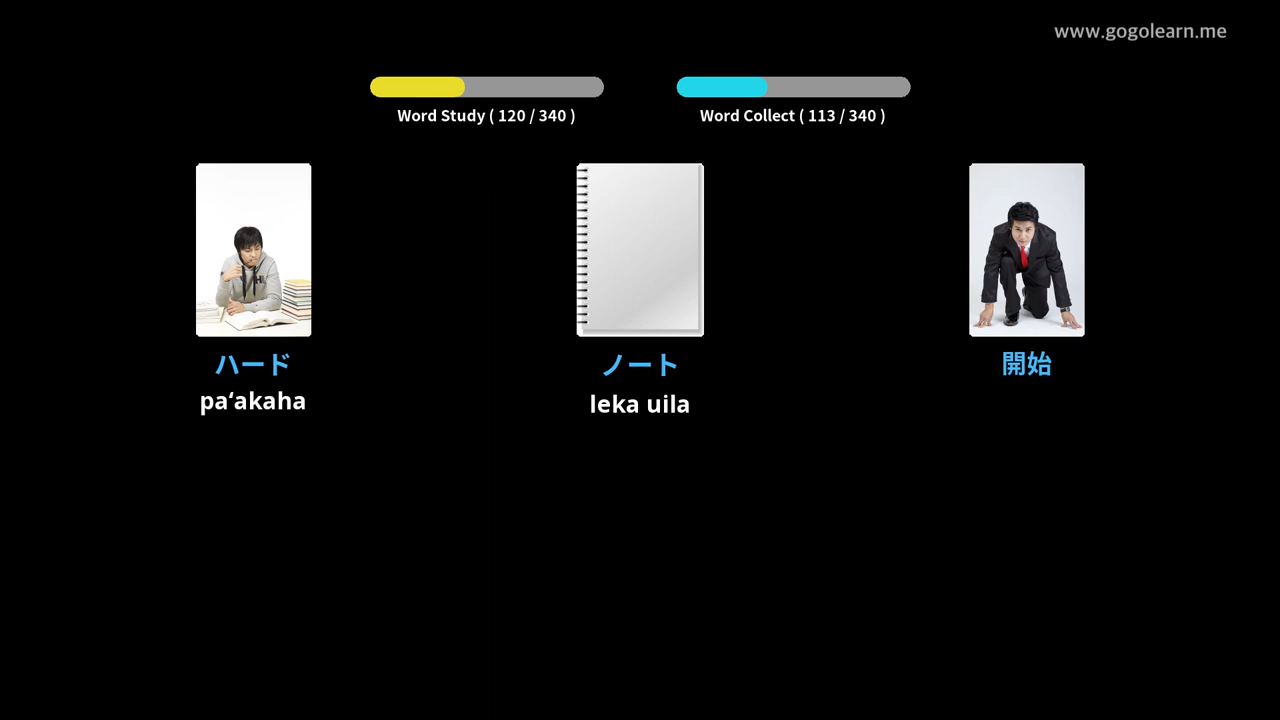 www.gogolearn.me
Word Study ( 120 / 340 )
Word Collect ( 113 / 340 )
ハード
ノート
開始
paʻakaha
leka uila